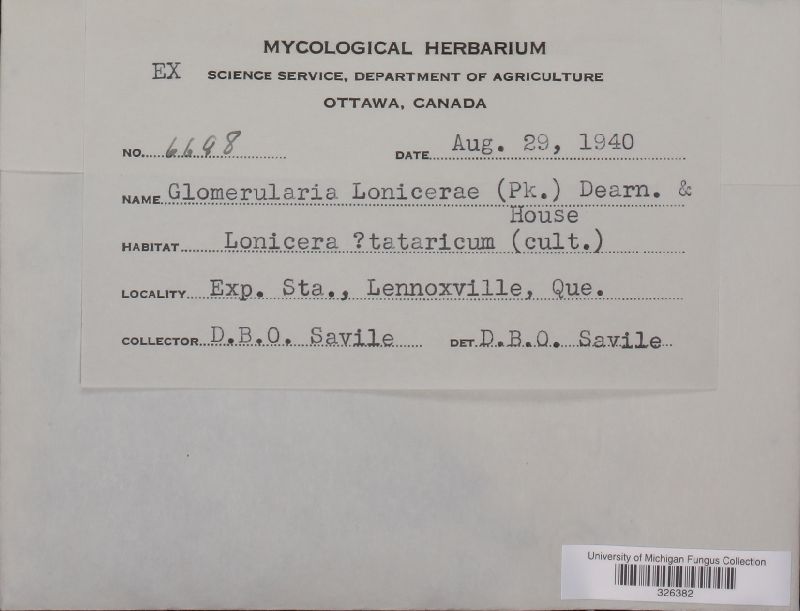 MYCOLOGICAL HERBARIUM
EX SCIENCE SERVICE, DEPARTMENT OF AGRICULTURE
OTTAWA, CANADA
NO. 6698 DATE Aug. 29, 1940
NAME Glomerularia Lonicerae (Pk.) Dearn. &
House
HABITAT Lonicera ?tataricum (cult.)
LOCALITY Exp. Sta., Lennoxville, Que.
COLLECTOR D.B.O. Savile DET. D.B.O. Savile
University of Michigan Fungus Collection
326382